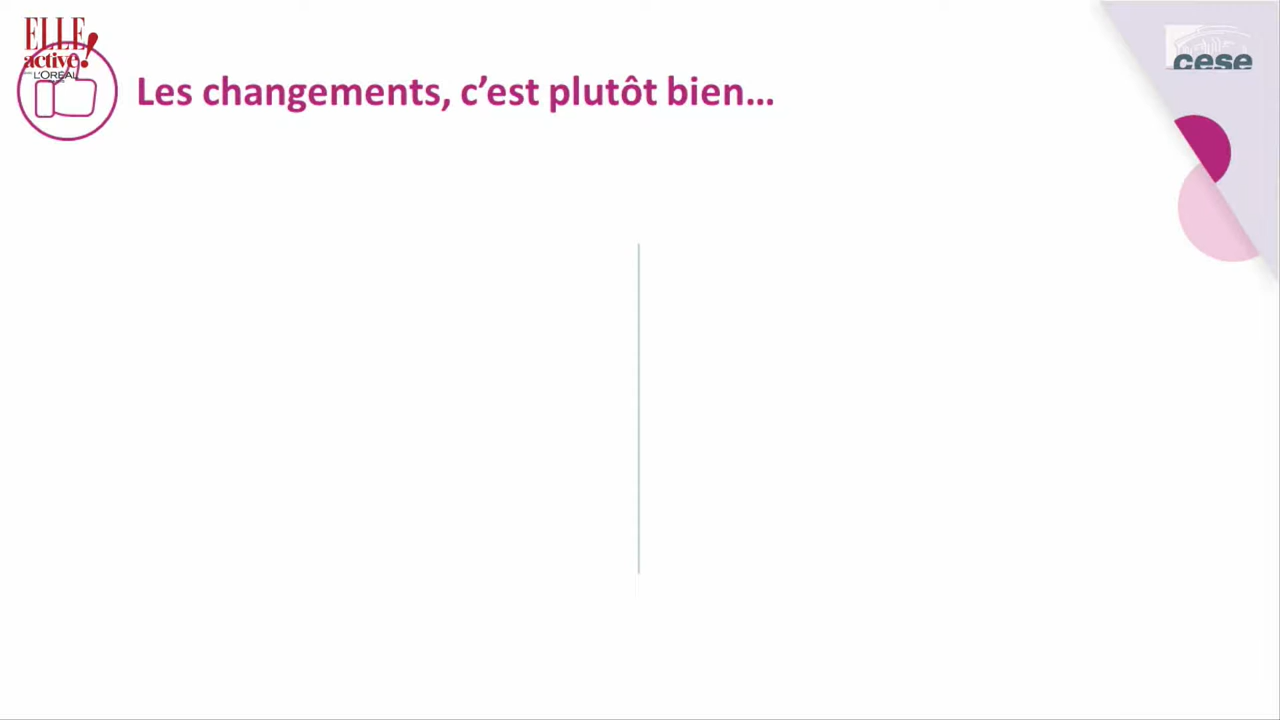 ELLE
active!
L'ORÉAL
cese
Les changements, c’est plutôt bien...